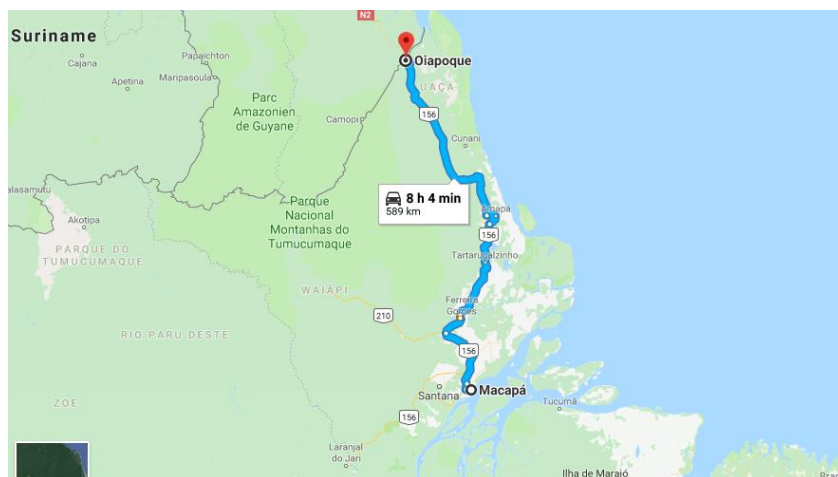 N2
Suriname
Oiapoque
Papaichton
Cajana
Maripasoula
UAÇÁ
Apetina
Parc
Amazonien
de Guyane
156
Camopi
Cunani
8 h 4 min
589 km
Parque
Nacional
Montanhas do
Tumucumaque
Amapá
Akotipa
156
PARQUE DO
TUMUCUMAQUE
Tartarugalzinho
WAIÃPI
Ferreira
Gomes
210
RIO PARU DESTE
156
Macapá
Santana
ZOE
Tucumã
156
Laranjal
do Jari
Ilha de Marajó